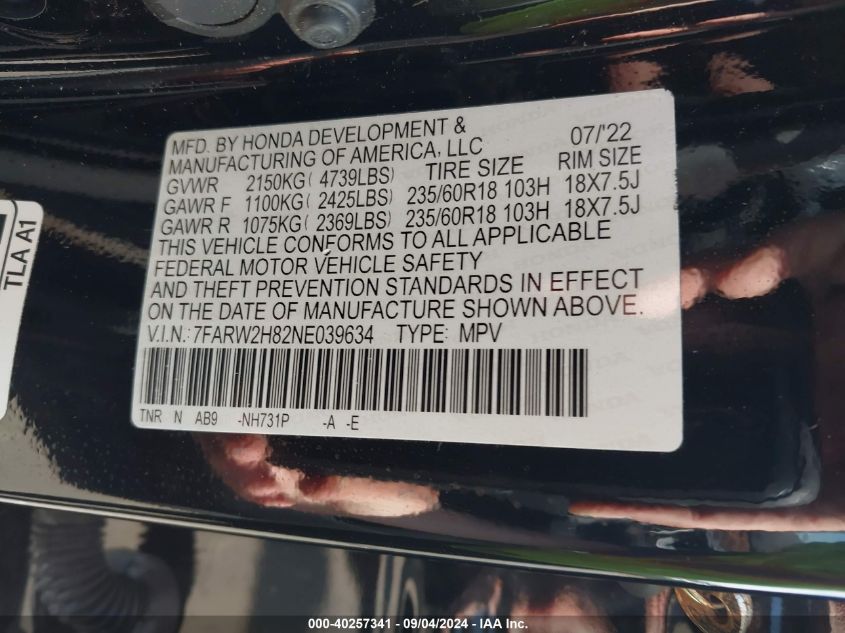 MFD. BY HONDA DEVELOPMENT & 07/'22
MANUFACTURING OF AMERICA, LLC
GVWR 2150KG( 4739LBS) TIRE SIZE RIM SIZE
GAWR F 1100KG( 2425LBS) 235/60R18 103H 18X7.5J
GAWR R 1075KG( 2369LBS) 235/60R18 103H 18X7.5J
THIS VEHICLE CONFORMS TO ALL APPLICABLE
FEDERAL MOTOR VEHICLE SAFETY
AND THEFT PREVENTION STANDARDS IN EFFECT
ON THE DATE OF MANUFACTURE SHOWN ABOVE.
V.I.N.: 7FARW2H82NE039634 TYPE: MPV
TNR N AB9 -NH731P -A -E
TLA A1
000-40257341 - 09/04/2024 - IAA Inc.